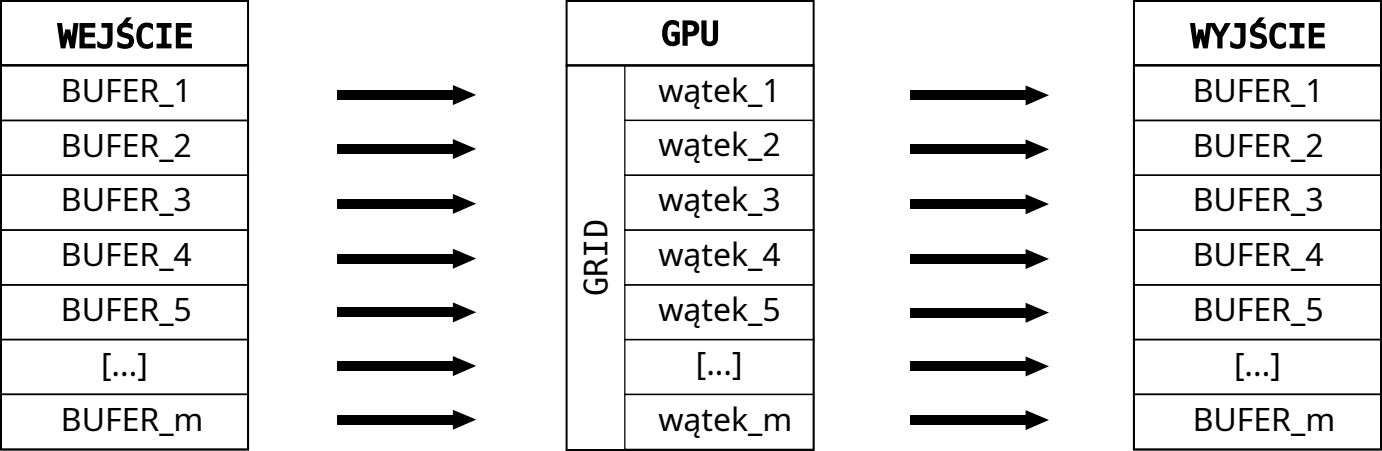 WEJŚCIE
GPU
WYJŚCIE
BUFER_1
wątek_1
BUFER_1
BUFER_2
wątek_2
BUFER_2
BUFER_3
wątek_3
BUFER_3
GRID
BUFER_4
wątek_4
BUFER_4
BUFER_5
wątek_5
BUFER_5
[...]
[...]
[...]
BUFER_m
wątek_m
BUFER_m